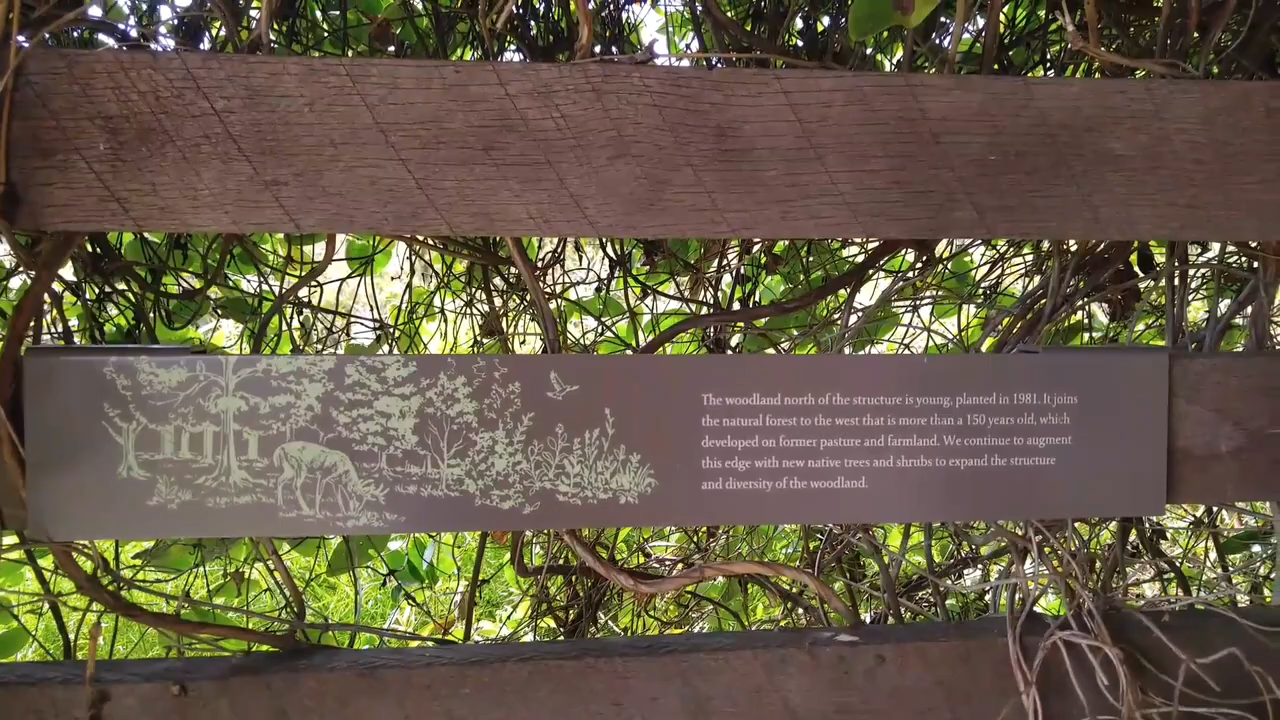 The woodland north of the structure is young, planted in 1981. It joins
the natural forest to the west that is more than a 150 years old, which
developed on former pasture and farmland. We continue to augment
this edge with new native trees and shrubs to expand the structure
and diversity of the woodland.